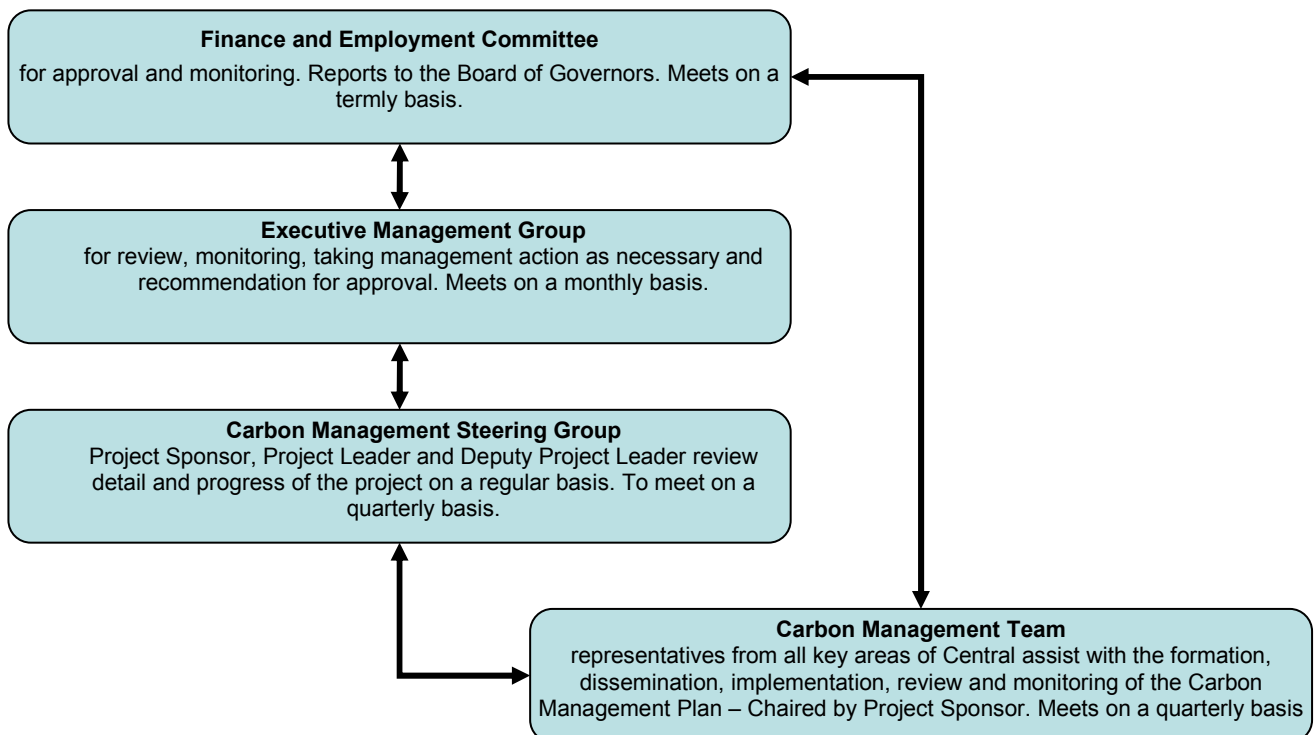 Finance and Employment Committee
for approval and monitoring. Reports to the Board of Governors. Meets on a
termly basis.
Executive Management Group
for review, monitoring, taking management action as necessary and
recommendation for approval. Meets on a monthly basis.
Carbon Management Steering Group
Project Sponsor, Project Leader and Deputy Project Leader review
detail and progress of the project on a regular basis. To meet on a
quarterly basis.
Carbon Management Team
representatives from all key areas of Central assist with the formation,
dissemination, implementation, review and monitoring of the Carbon
Management Plan – Chaired by Project Sponsor. Meets on a quarterly basis